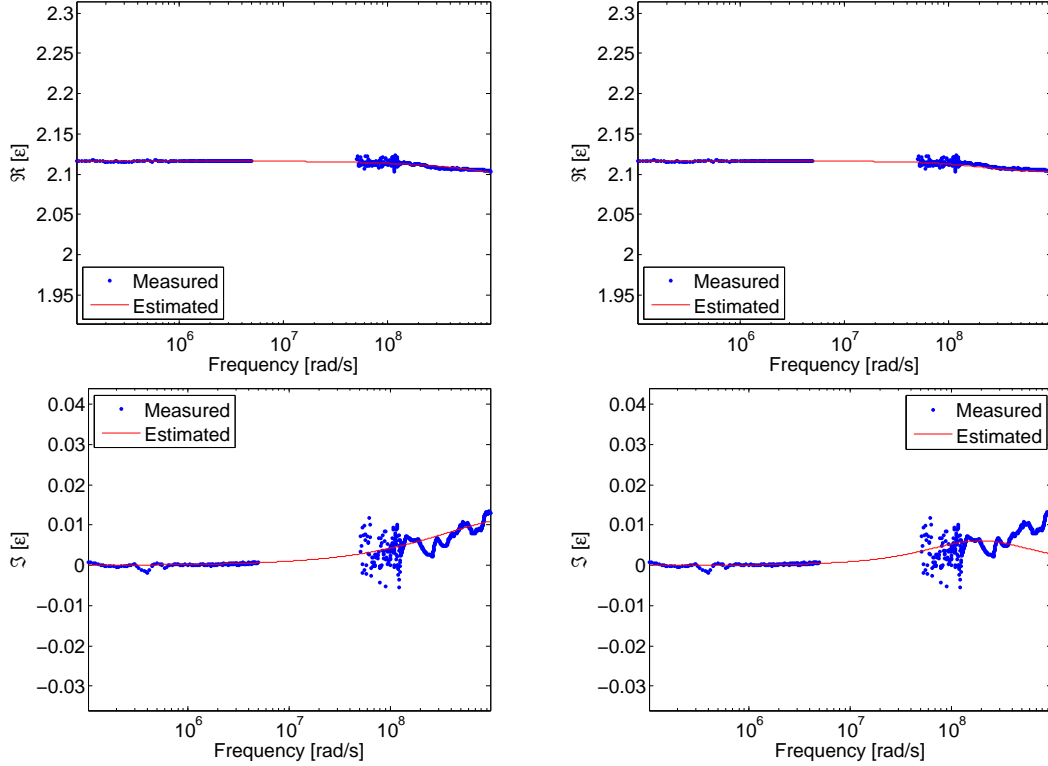 2.3
2.25
2.2
2.15
2.1
2.05
2
1.95
ℜ [ε]
Measured
Estimated
10^6 10^7 10^8
Frequency [rad/s]
2.3
2.25
2.2
2.15
2.1
2.05
2
1.95
ℜ [ε]
Measured
Estimated
10^6 10^7 10^8
Frequency [rad/s]
0.04
0.03
0.02
0.01
0
−0.01
−0.02
−0.03
ℑ [ε]
Measured
Estimated
10^6 10^7 10^8
Frequency [rad/s]
0.04
0.03
0.02
0.01
0
−0.01
−0.02
−0.03
ℑ [ε]
Measured
Estimated
10^6 10^7 10^8
Frequency [rad/s]